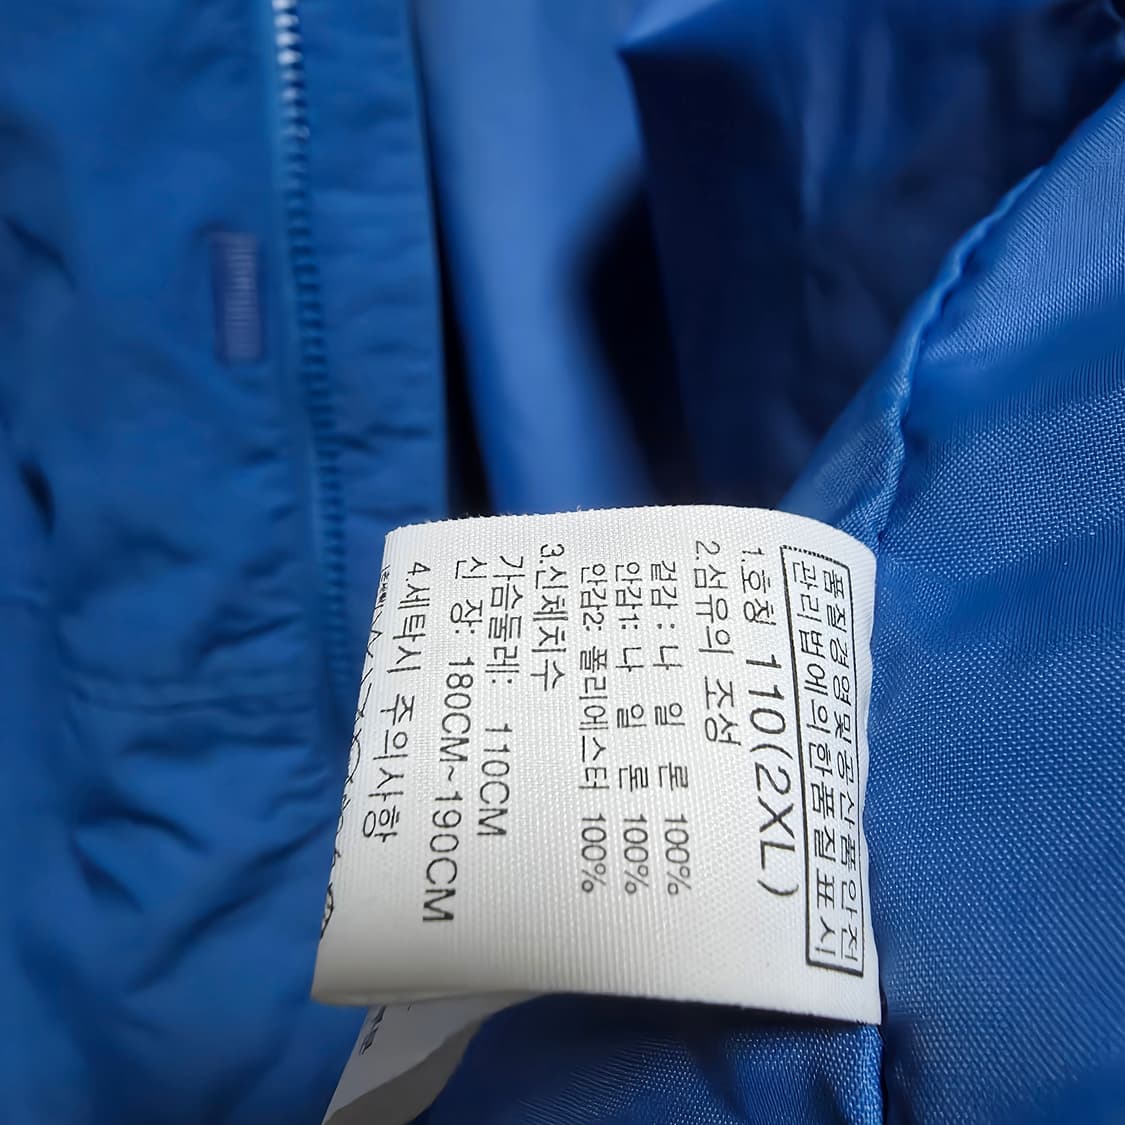 품질경영및공산품안전
관리법에의한품질표시
1.호칭 110(2XL)
2.섬유의 조성
겉감 : 나 일 론 100%
안감1: 나 일 론 100%
안감2: 폴리에스터 100%
3.신체치수
가슴둘레: 110CM
신 장: 180CM~190CM
4.세탁시 주의사항